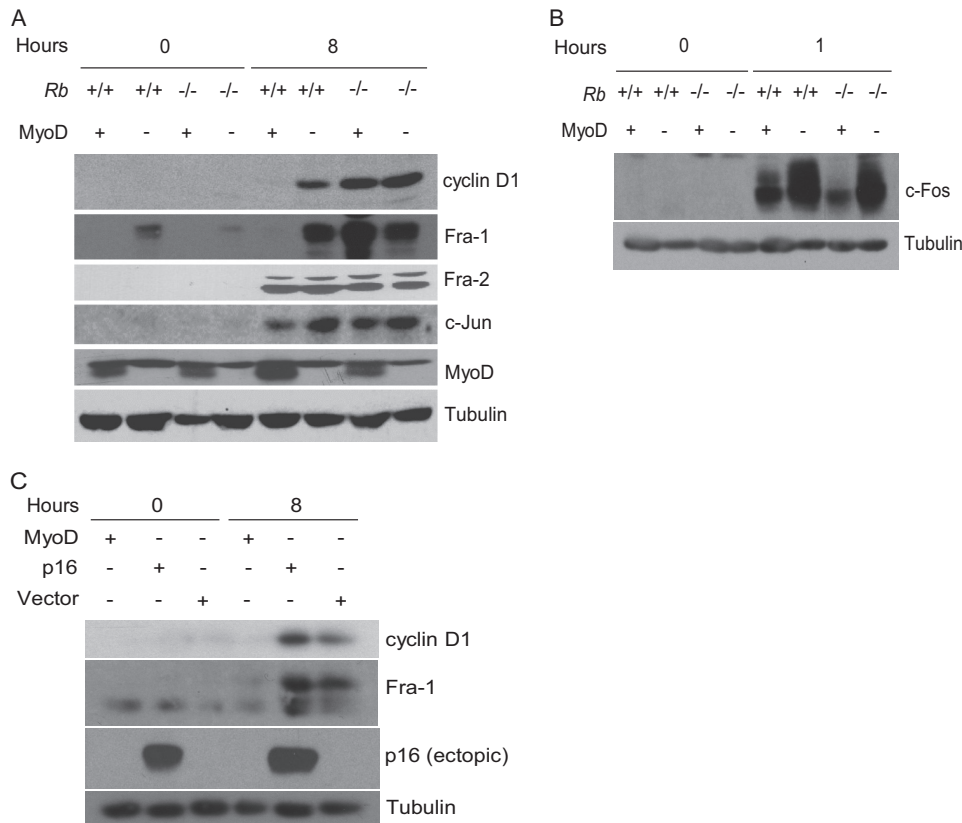 A
Hours 0 8
Rb +/+ +/+ -/- -/- +/+ +/+ -/- -/-
MyoD + - + - + - + -
cyclin D1
Fra-1
Fra-2
c-Jun
MyoD
Tubulin
B
Hours 0 1
Rb +/+ +/+ -/- -/- +/+ +/+ -/- -/-
MyoD + - + - + - + -
c-Fos
Tubulin
C
Hours 0 8
MyoD + - - + - -
p16 - + - - + -
Vector - - + - - +
cyclin D1
Fra-1
p16 (ectopic)
Tubulin